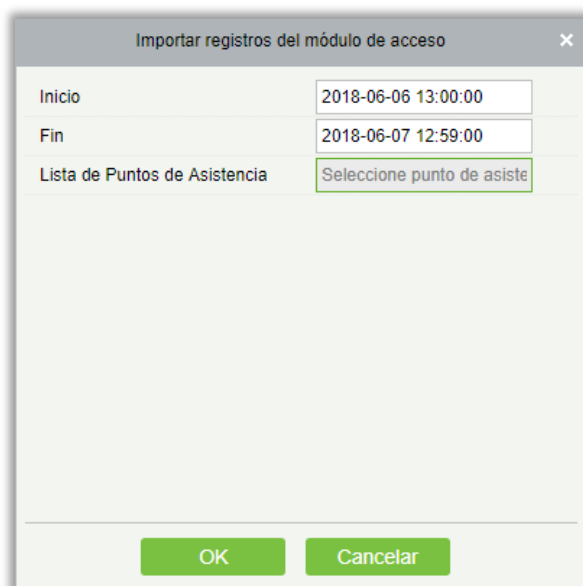 Importar registros del módulo de acceso ×
Inicio 2018-06-06 13:00:00
Fin 2018-06-07 12:59:00
Lista de Puntos de Asistencia Seleccione punto de asiste
OK Cancelar